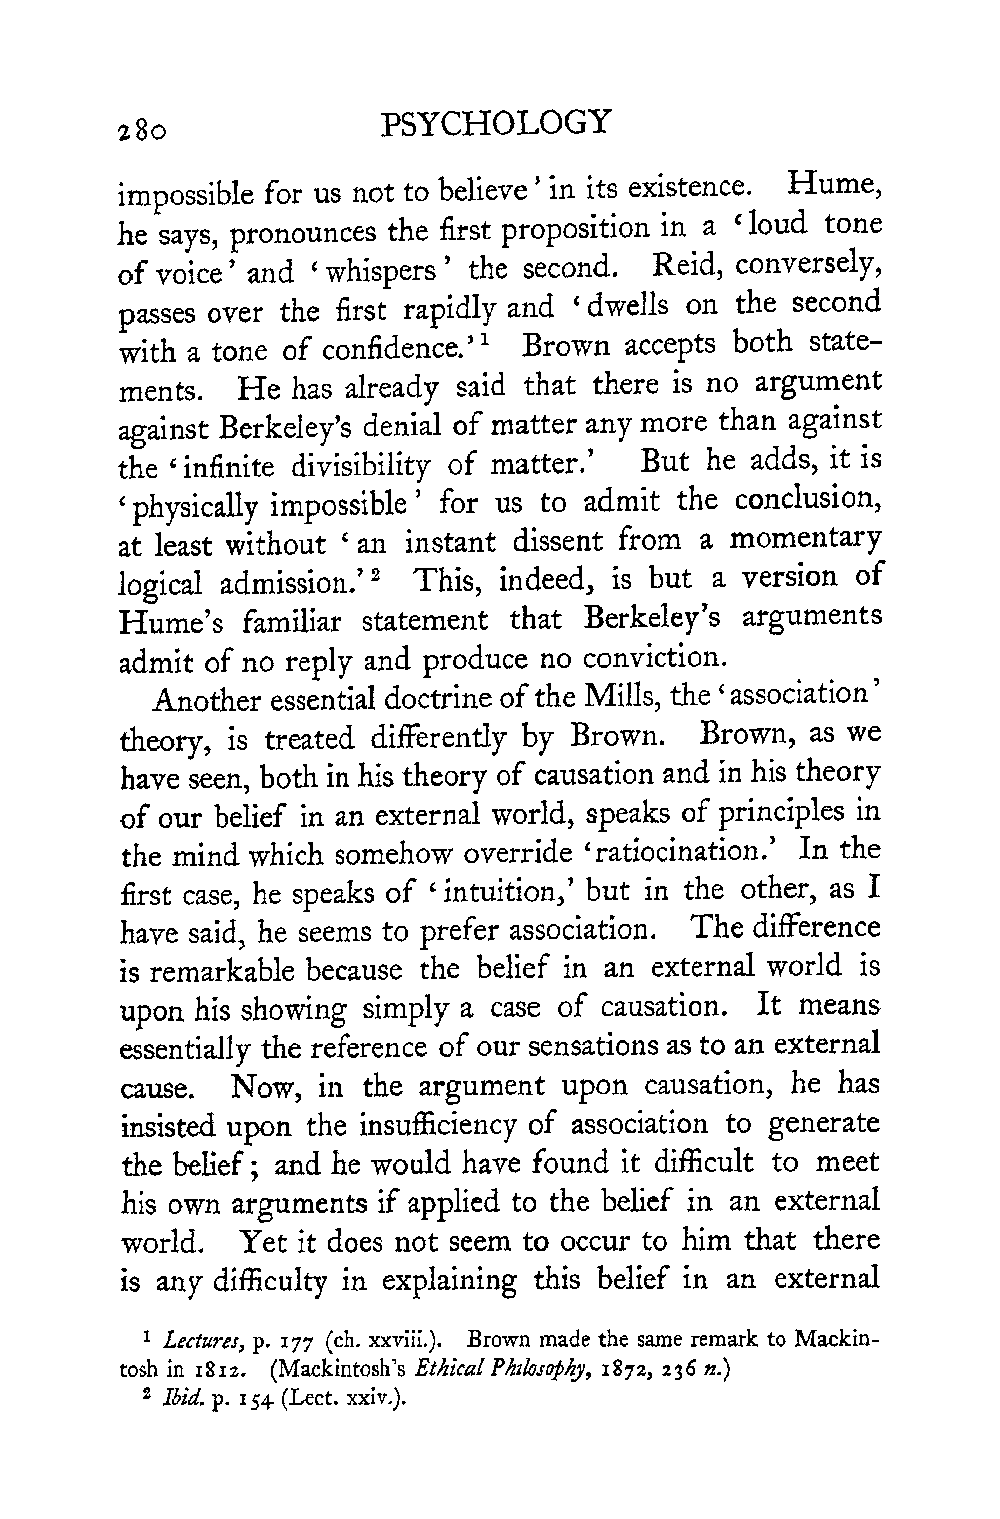 280 PSYCHOLOGY
impossible for us not to believe’ in its existence. Hume,
he says, pronounces the first proposition in a ‘loud tone
of voice’ and ‘whispers’ the second. Reid, conversely,
passes over the first rapidly and ‘dwells on the second
with a tone of confidence.’¹ Brown accepts both state-
ments. He has already said that there is no argument
against Berkeley’s denial of matter any more than against
the ‘infinite divisibility of matter.’ But he adds, it is
‘physically impossible’ for us to admit the conclusion,
at least without ‘an instant dissent from a momentary
logical admission.’² This, indeed, is but a version of
Hume’s familiar statement that Berkeley’s arguments
admit of no reply and produce no conviction.
Another essential doctrine of the Mills, the ‘association’
theory, is treated differently by Brown. Brown, as we
have seen, both in his theory of causation and in his theory
of our belief in an external world, speaks of principles in
the mind which somehow override ‘ratiocination.’ In the
first case, he speaks of ‘intuition,’ but in the other, as I
have said, he seems to prefer association. The difference
is remarkable because the belief in an external world is
upon his showing simply a case of causation. It means
essentially the reference of our sensations as to an external
cause. Now, in the argument upon causation, he has
insisted upon the insufficiency of association to generate
the belief; and he would have found it difficult to meet
his own arguments if applied to the belief in an external
world. Yet it does not seem to occur to him that there
is any difficulty in explaining this belief in an external
¹ Lectures, p. 177 (ch. xxviii.). Brown made the same remark to Mackin-
tosh in 1812. (Mackintosh’s Ethical Philosophy, 1872, 236 n.)
² Ibid. p. 154 (Lect. xxiv.).